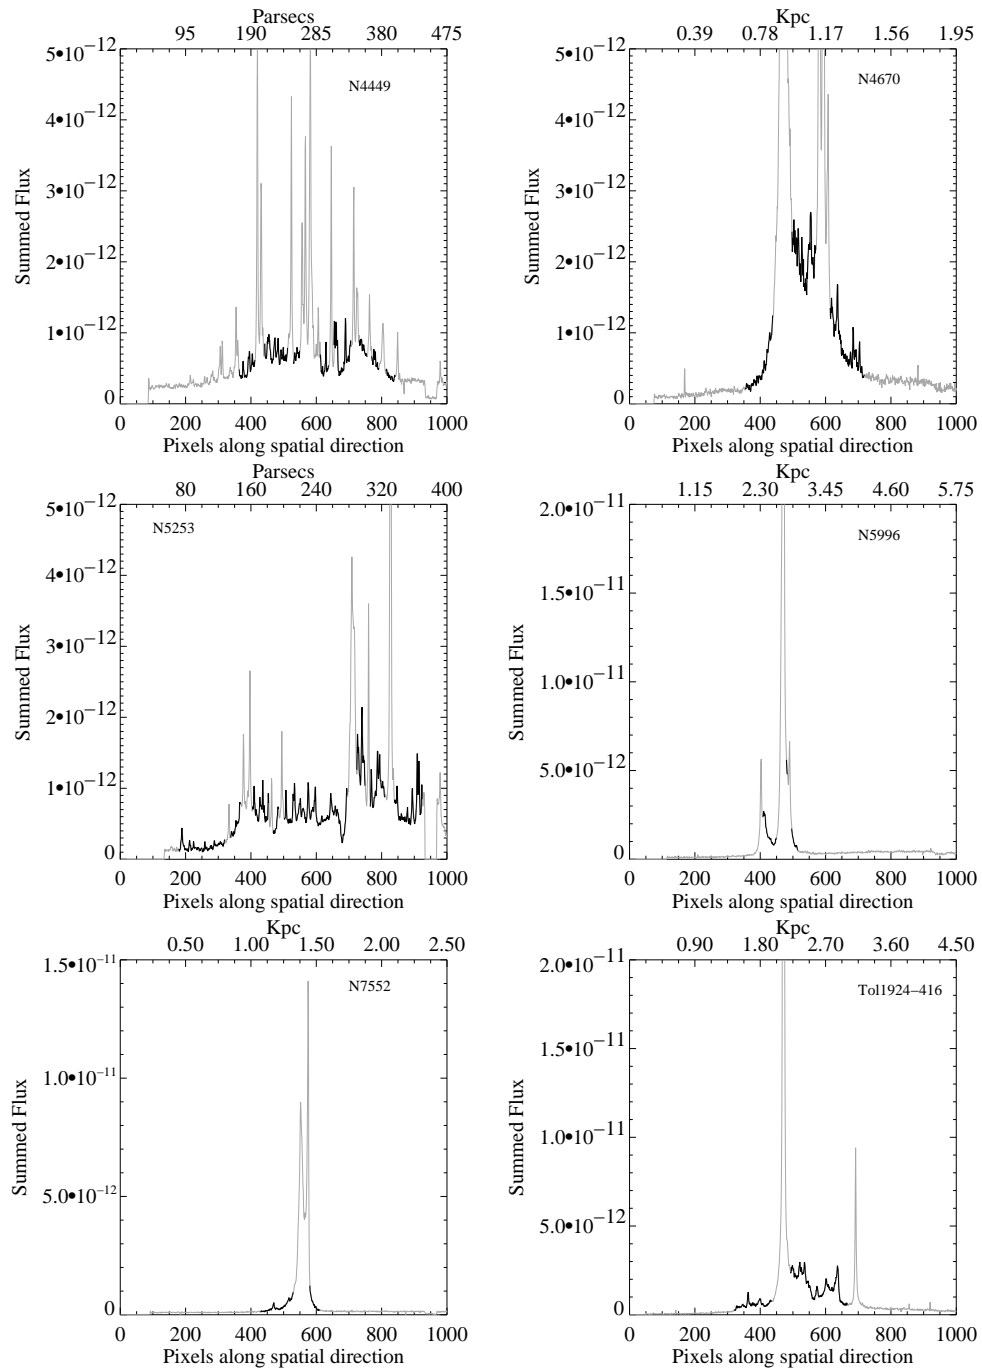 Parsecs
95 190 285 380 475
5•10−12
4•10−12
3•10−12
2•10−12
1•10−12
0
Summed Flux
N4449
0 200 400 600 800 1000
Pixels along spatial direction
Kpc
0.39 0.78 1.17 1.56 1.95
5•10−12
4•10−12
3•10−12
2•10−12
1•10−12
0
Summed Flux
N4670
0 200 400 600 800 1000
Pixels along spatial direction
Parsecs
80 160 240 320 400
5•10−12
4•10−12
3•10−12
2•10−12
1•10−12
0
Summed Flux
N5253
0 200 400 600 800 1000
Pixels along spatial direction
Kpc
1.15 2.30 3.45 4.60 5.75
2.0•10−11
1.5•10−11
1.0•10−11
5.0•10−12
0
Summed Flux
N5996
0 200 400 600 800 1000
Pixels along spatial direction
Kpc
0.50 1.00 1.50 2.00 2.50
1.5•10−11
1.0•10−11
5.0•10−12
0
Summed Flux
N7552
0 200 400 600 800 1000
Pixels along spatial direction
Kpc
0.90 1.80 2.70 3.60 4.50
2.0•10−11
1.5•10−11
1.0•10−11
5.0•10−12
0
Summed Flux
Tol1924−416
0 200 400 600 800 1000
Pixels along spatial direction